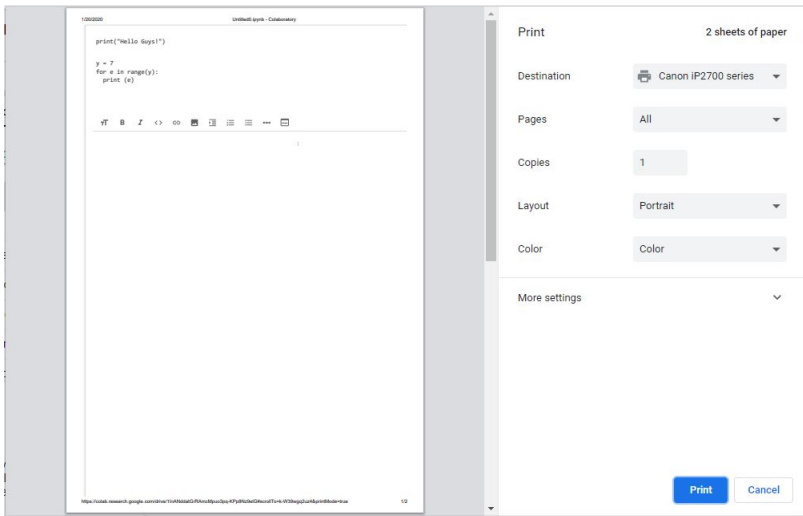 1/20/2020 Untitled0.ipynb - Colaboratory
print("Hello Guys!")
y = 7
for e in range(y):
  print (e)
B I <>
1/2
Print 2 sheets of paper
Destination Canon iP2700 series
Pages All
Copies 1
Layout Portrait
Color Color
More settings
Print Cancel